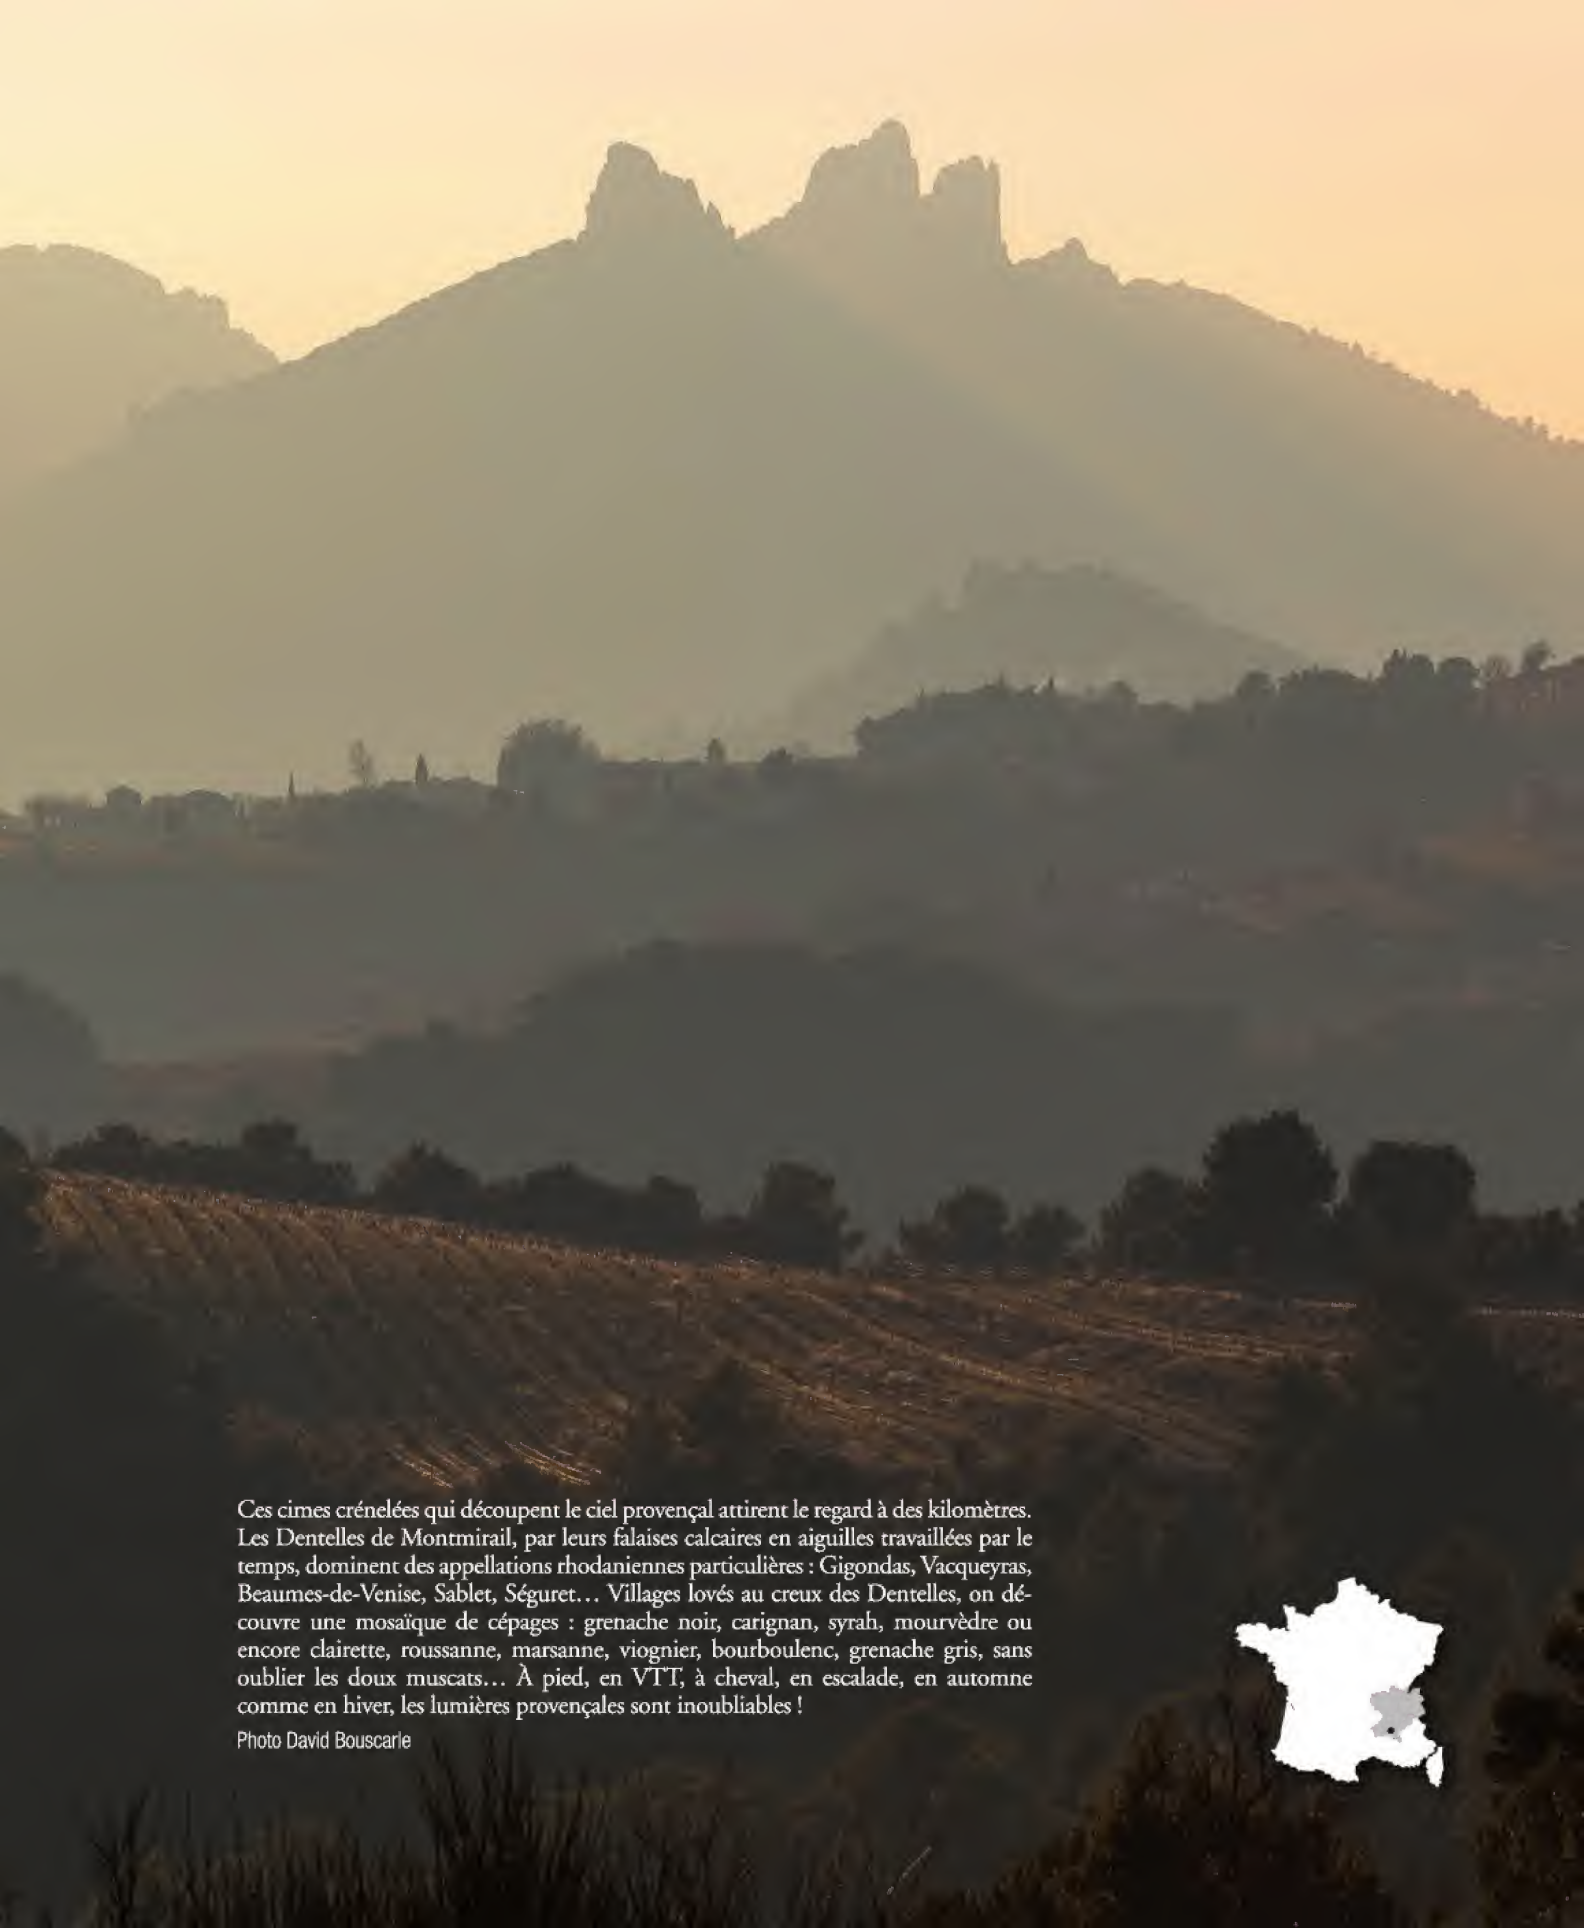 Ces cimes crénelées qui découpent le ciel provençal attirent le regard à des kilomètres.
Les Dentelles de Montmirail, par leurs falaises calcaires en aiguilles travaillées par le
temps, dominent des appellations rhodaniennes particulières : Gigondas, Vacqueyras,
Beaumes-de-Venise, Sablet, Séguret… Villages lovés au creux des Dentelles, on dé-
couvre une mosaïque de cépages : grenache noir, carignan, syrah, mourvèdre ou
encore clairette, roussanne, marsanne, viognier, bourboulenc, grenache gris, sans
oublier les doux muscats… À pied, en VTT, à cheval, en escalade, en automne
comme en hiver, les lumières provençales sont inoubliables !
Photo David Bouscarle